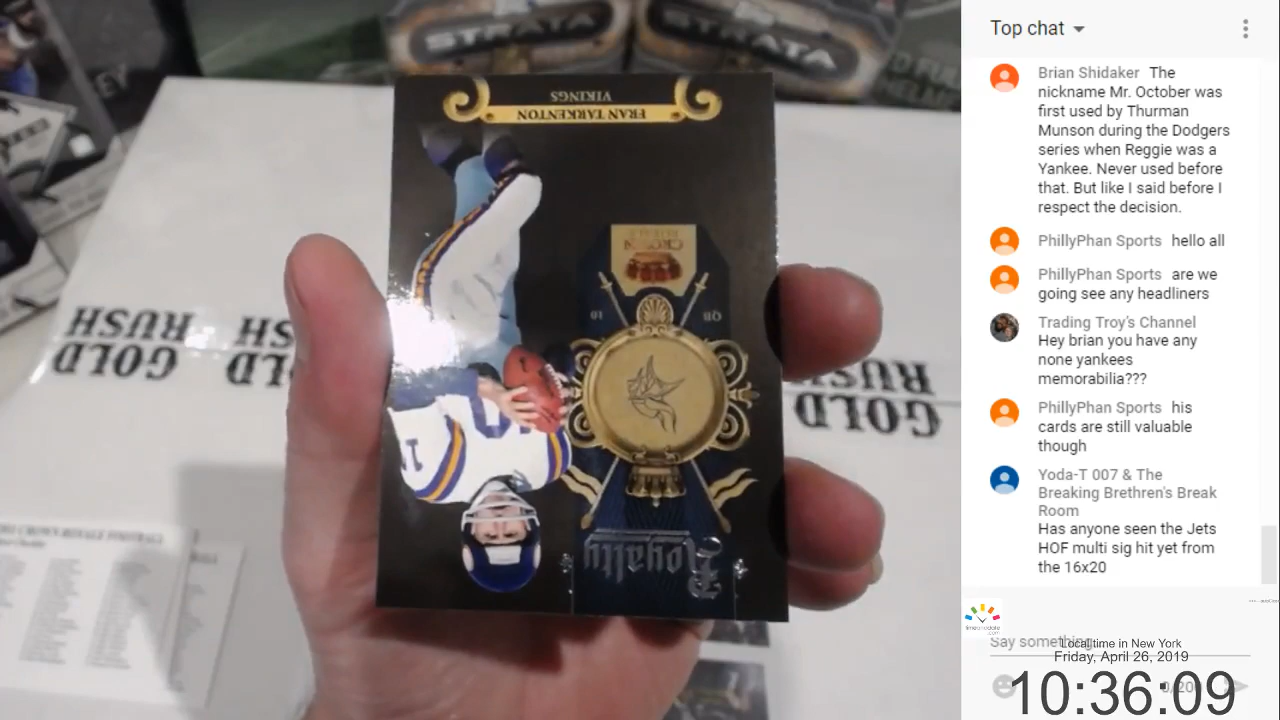 STRATA
STRATA
FRAN TARKENTON
VIKINGS
CROWN
ROYALE
QB
10
Royalty
GOLD
RUSH
GOLD
RUSH
Top chat
Brian Shidaker The
nickname Mr. October was
first used by Thurman
Munson during the Dodgers
series when Reggie was a
Yankee. Never used before
that. But like I said before I
respect the decision.
PhillyPhan Sports hello all
PhillyPhan Sports are we
going see any headliners
Trading Troy's Channel
Hey brian you have any
none yankees
memorabilia???
PhillyPhan Sports his
cards are still valuable
though
Yoda-T 007 & The
Breaking Brethren's Break
Room
Has anyone seen the Jets
HOF multi sig hit yet from
the 16x20
Say something...
Local time in New York
Friday, April 26, 2019
10:36:09